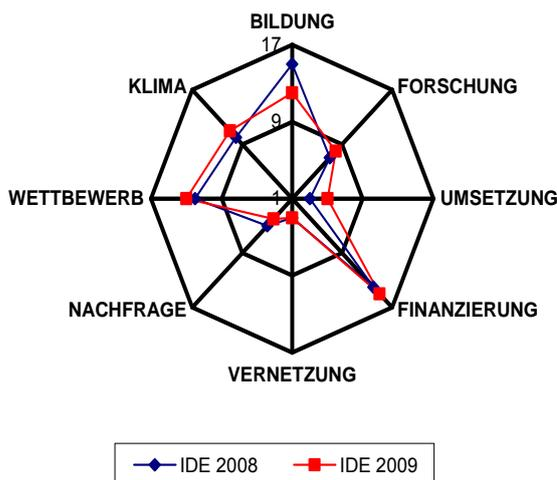 BILDUNG
17
KLIMA
FORSCHUNG
9
WETTBEWERB
1
UMSETZUNG
NACHFRAGE
FINANZIERUNG
VERNETZUNG
IDE 2008
IDE 2009